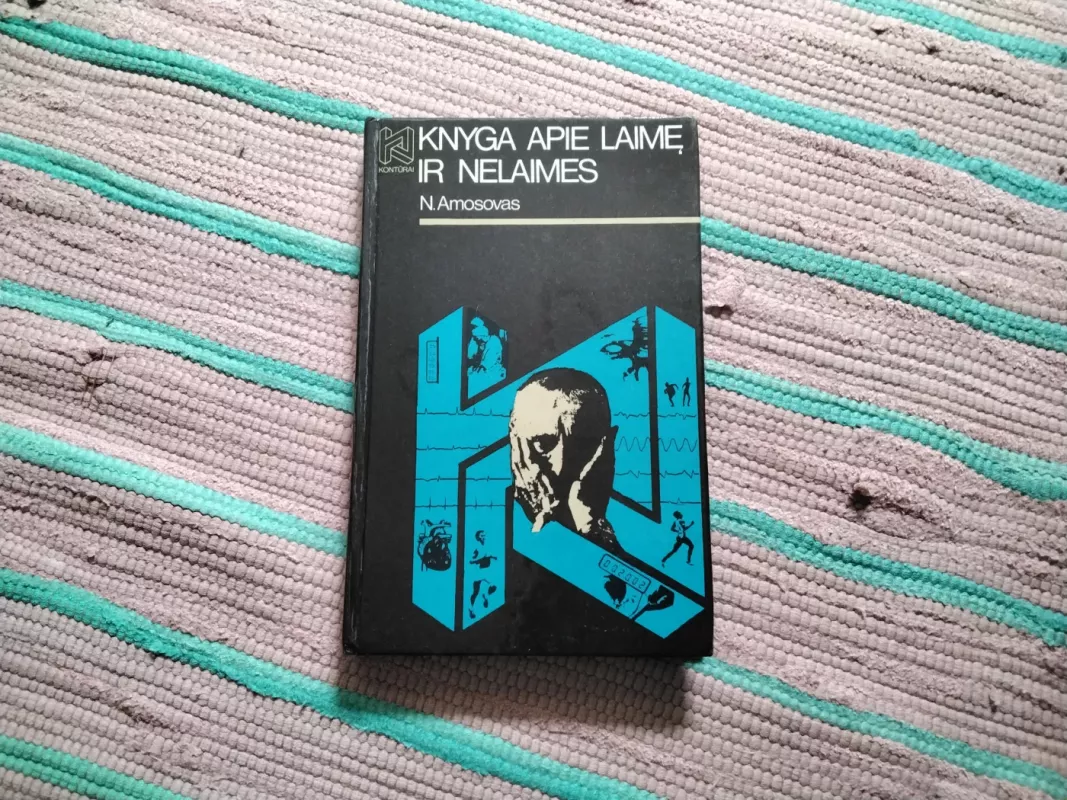 KONTŪRAI
KNYGA APIE LAIMĘ
IR NELAIMES
N. Amosovas